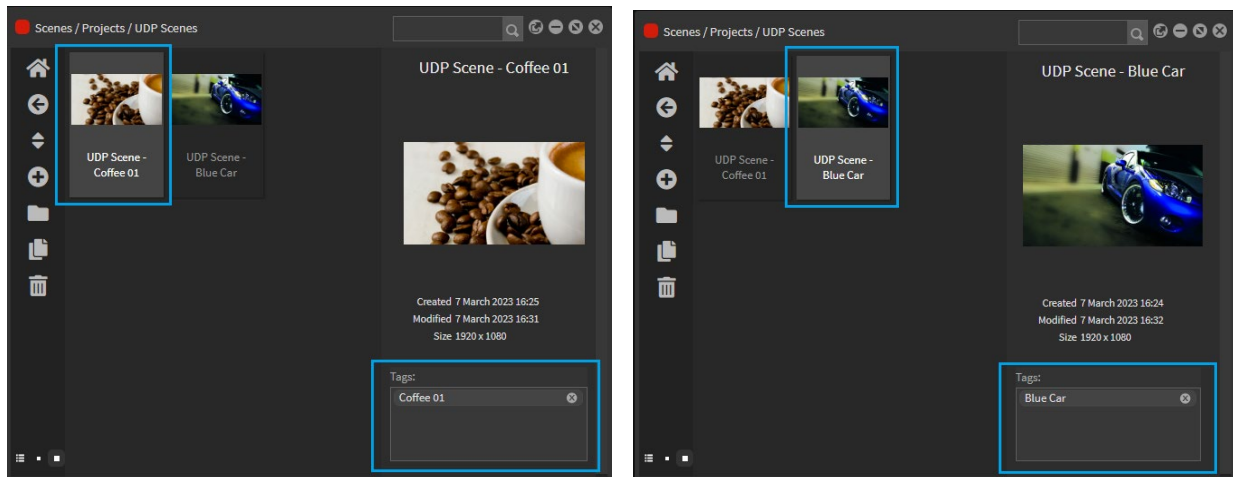 Scenes / Projects / UDP Scenes
UDP Scene - Coffee 01
UDP Scene -
Coffee 01
UDP Scene -
Blue Car
Created 7 March 2023 16:25
Modified 7 March 2023 16:31
Size 1920 x 1080
Tags:
Coffee 01
Scenes / Projects / UDP Scenes
UDP Scene - Blue Car
UDP Scene -
Coffee 01
UDP Scene -
Blue Car
Created 7 March 2023 16:24
Modified 7 March 2023 16:32
Size 1920 x 1080
Tags:
Blue Car